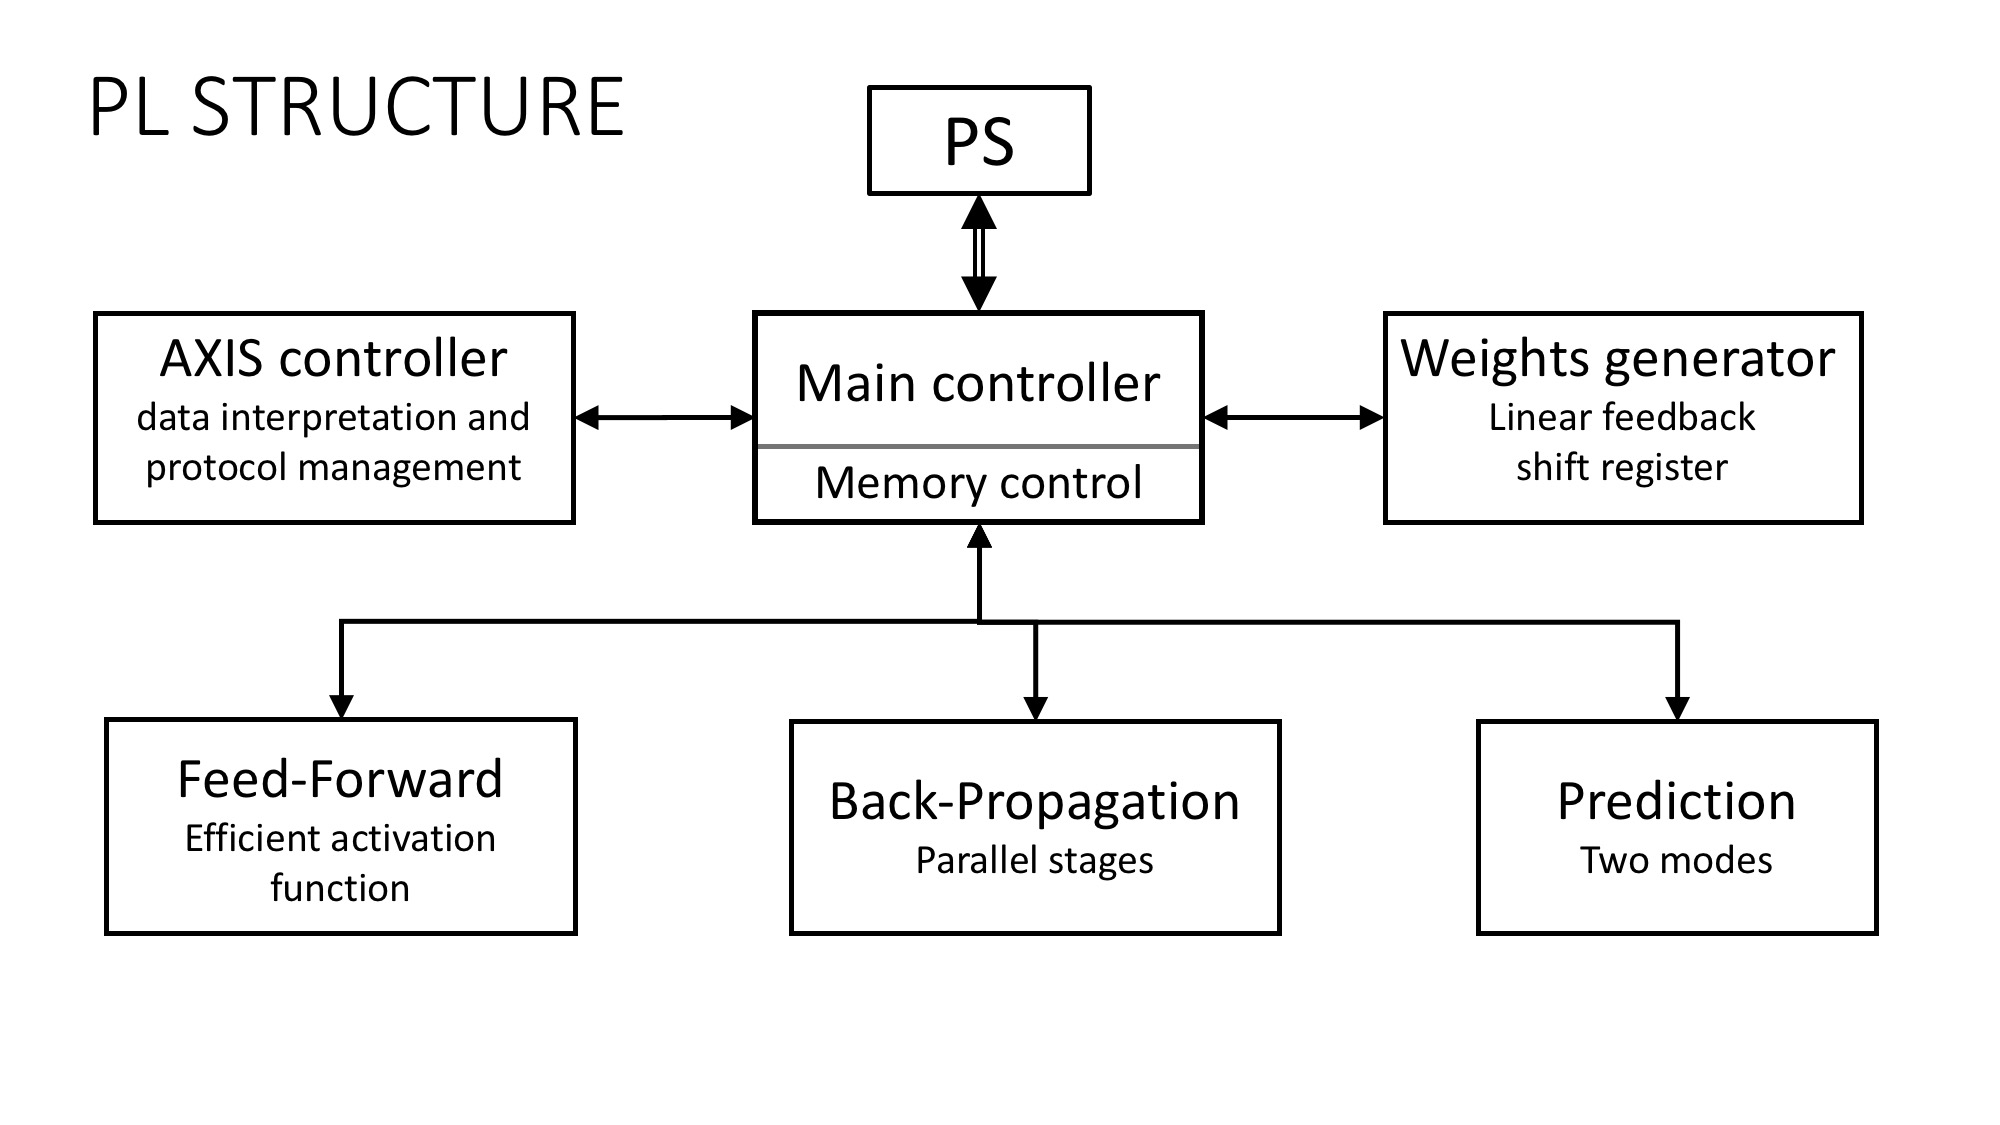 PL STRUCTURE
PS
AXIS controller
data interpretation and
protocol management
Main controller
Memory control
Weights generator
Linear feedback
shift register
Feed-Forward
Efficient activation
function
Back-Propagation
Parallel stages
Prediction
Two modes